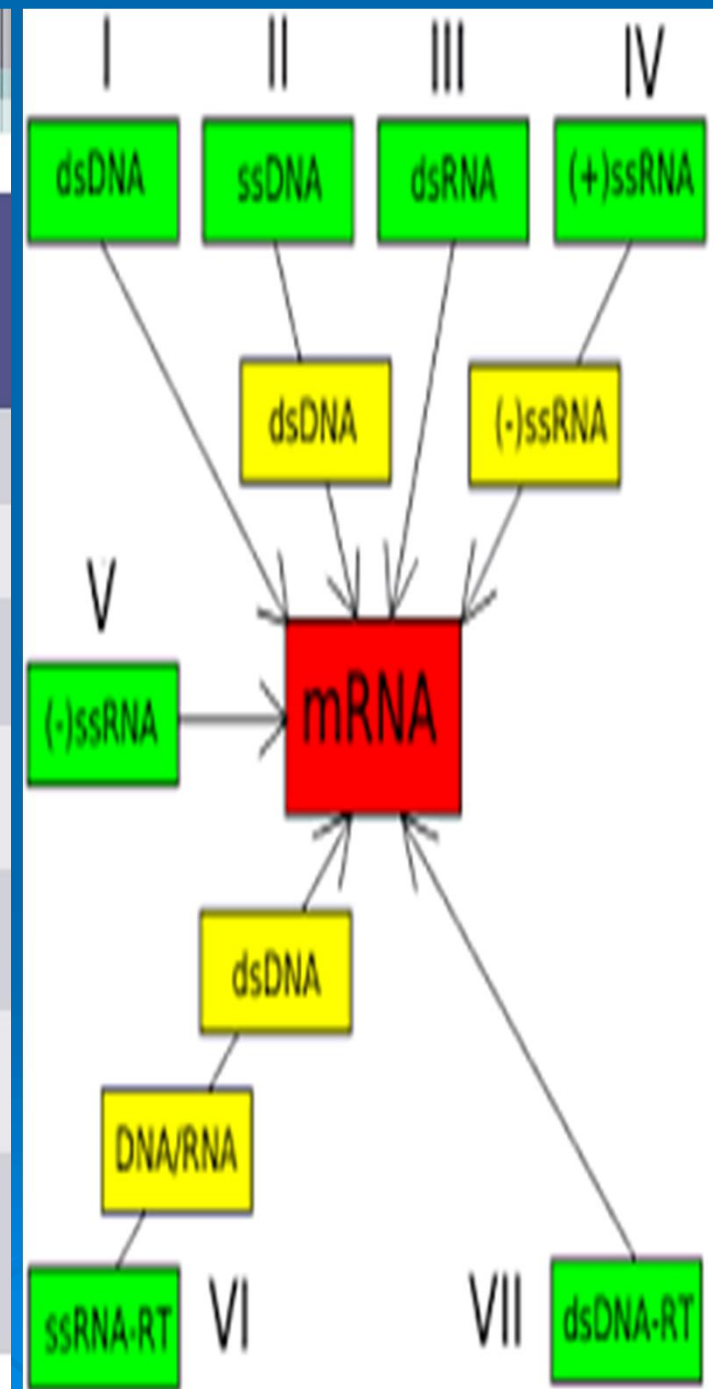 I II III IV
dsDNA ssDNA dsRNA (+)ssRNA
dsDNA (-)ssRNA
V
(-)ssRNA mRNA
dsDNA
DNA/RNA
ssRNA-RT VI VII dsDNA-RT